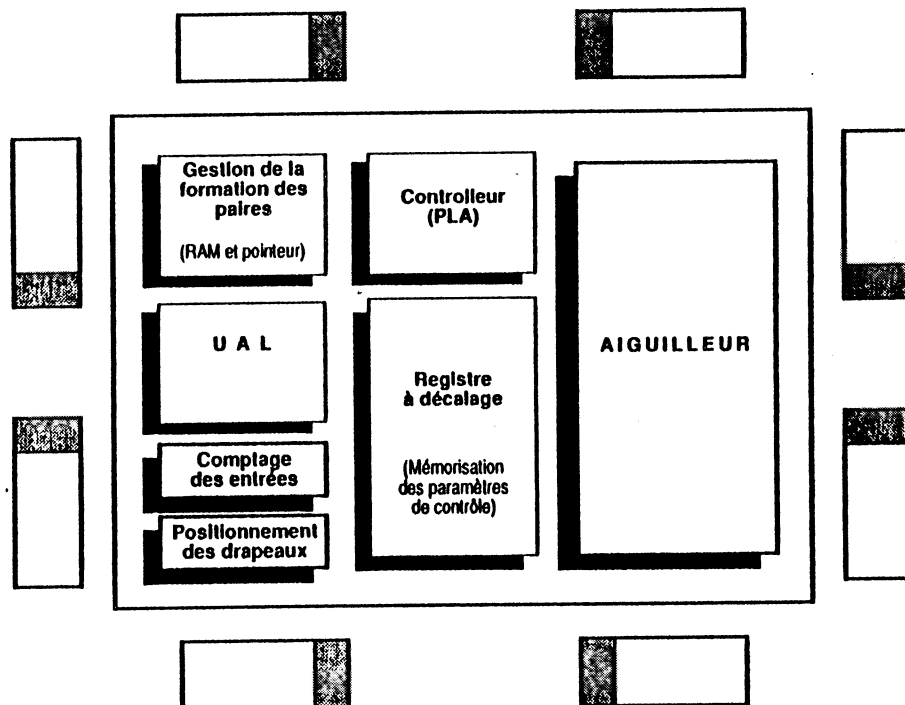 Gestion de la
formation des
paires
(RAM et pointeur)
Controlleur
(PLA)
U A L
Comptage
des entrées
Positionnement
des drapeaux
Registre
à décalage
(Mémorisation
des paramètres
de contrôle)
AIGUILLEUR